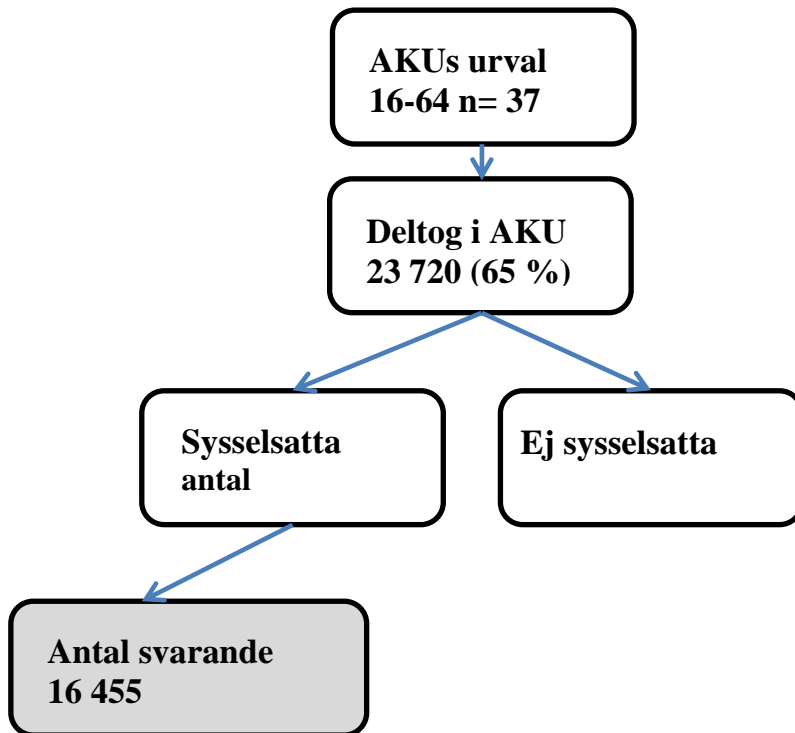 AKUs urval
16-64 n= 37
Deltog i AKU
23 720 (65 %)
Sysselsatta
antal
Ej sysselsatta
Antal svarande
16 455